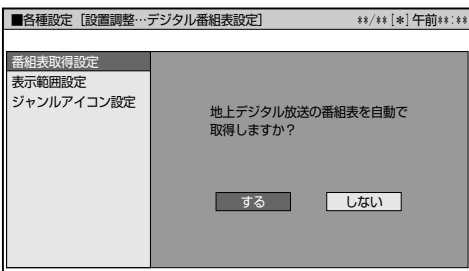 ■各種設定［設置調整…デジタル番組表設定］ **/**［*］午前**:**
番組表取得設定
表示範囲設定
ジャンルアイコン設定
地上デジタル放送の番組表を自動で
取得しますか？
する しない